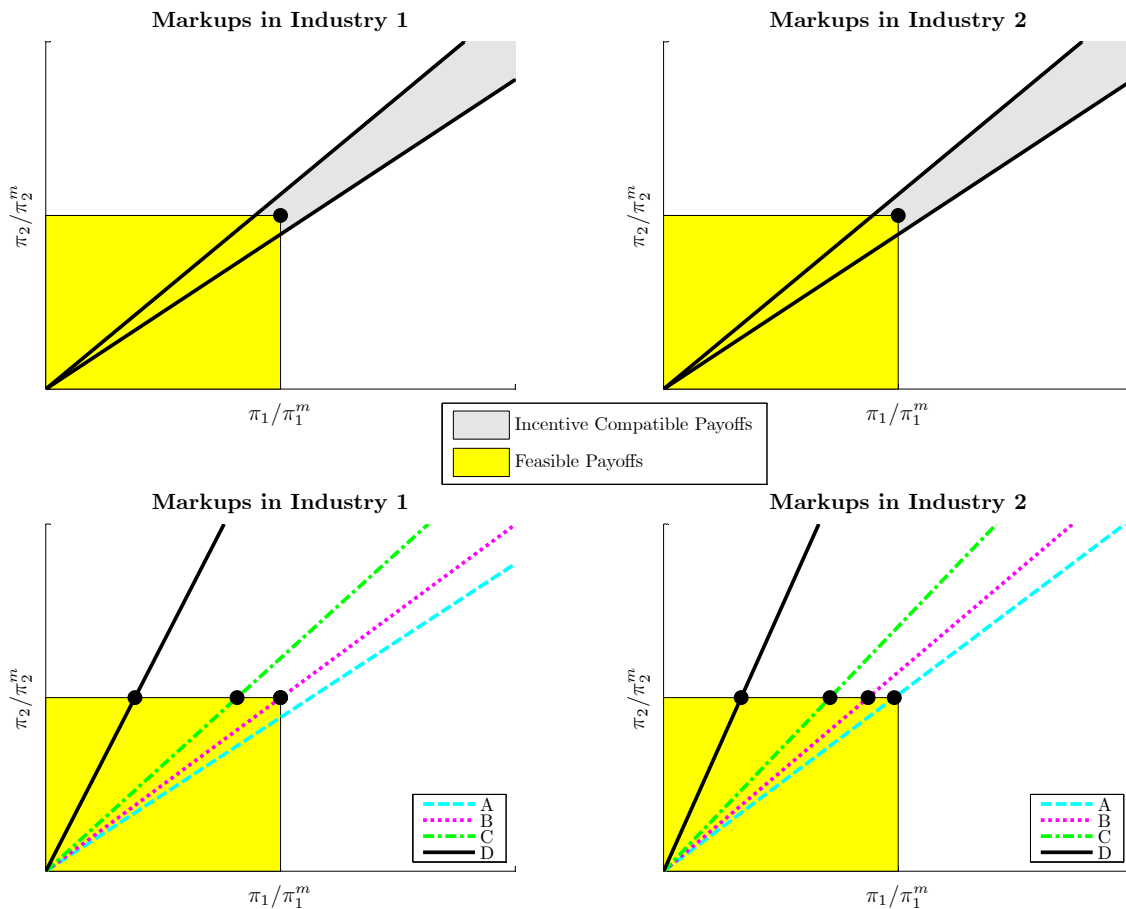 Markups in Industry 1
π₂/π₂ᵐ
π₁/π₁ᵐ
Markups in Industry 2
π₂/π₂ᵐ
π₁/π₁ᵐ
Incentive Compatible Payoffs
Feasible Payoffs
Markups in Industry 1
π₂/π₂ᵐ
π₁/π₁ᵐ
A
B
C
D
Markups in Industry 2
π₂/π₂ᵐ
π₁/π₁ᵐ
A
B
C
D